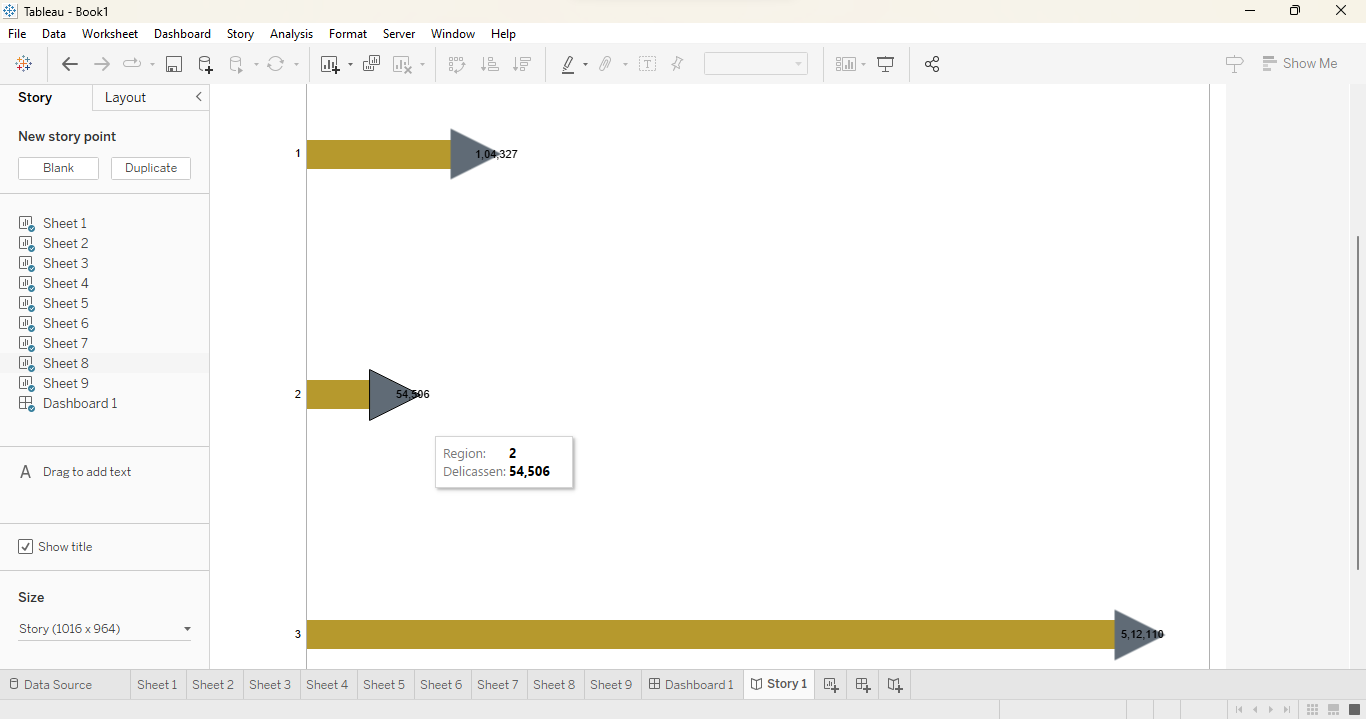 Tableau - Book1
File Data Worksheet Dashboard Story Analysis Format Server Window Help
Show Me
Story Layout
New story point
Blank Duplicate
Sheet 1
Sheet 2
Sheet 3
Sheet 4
Sheet 5
Sheet 6
Sheet 7
Sheet 8
Sheet 9
Dashboard 1
A Drag to add text
Show title
Size
Story (1016 x 964)
1 1,04,327
2 54,506
Region: 2
Delicassen: 54,506
3 5,12,110
Data Source Sheet 1 Sheet 2 Sheet 3 Sheet 4 Sheet 5 Sheet 6 Sheet 7 Sheet 8 Sheet 9 Dashboard 1 Story 1